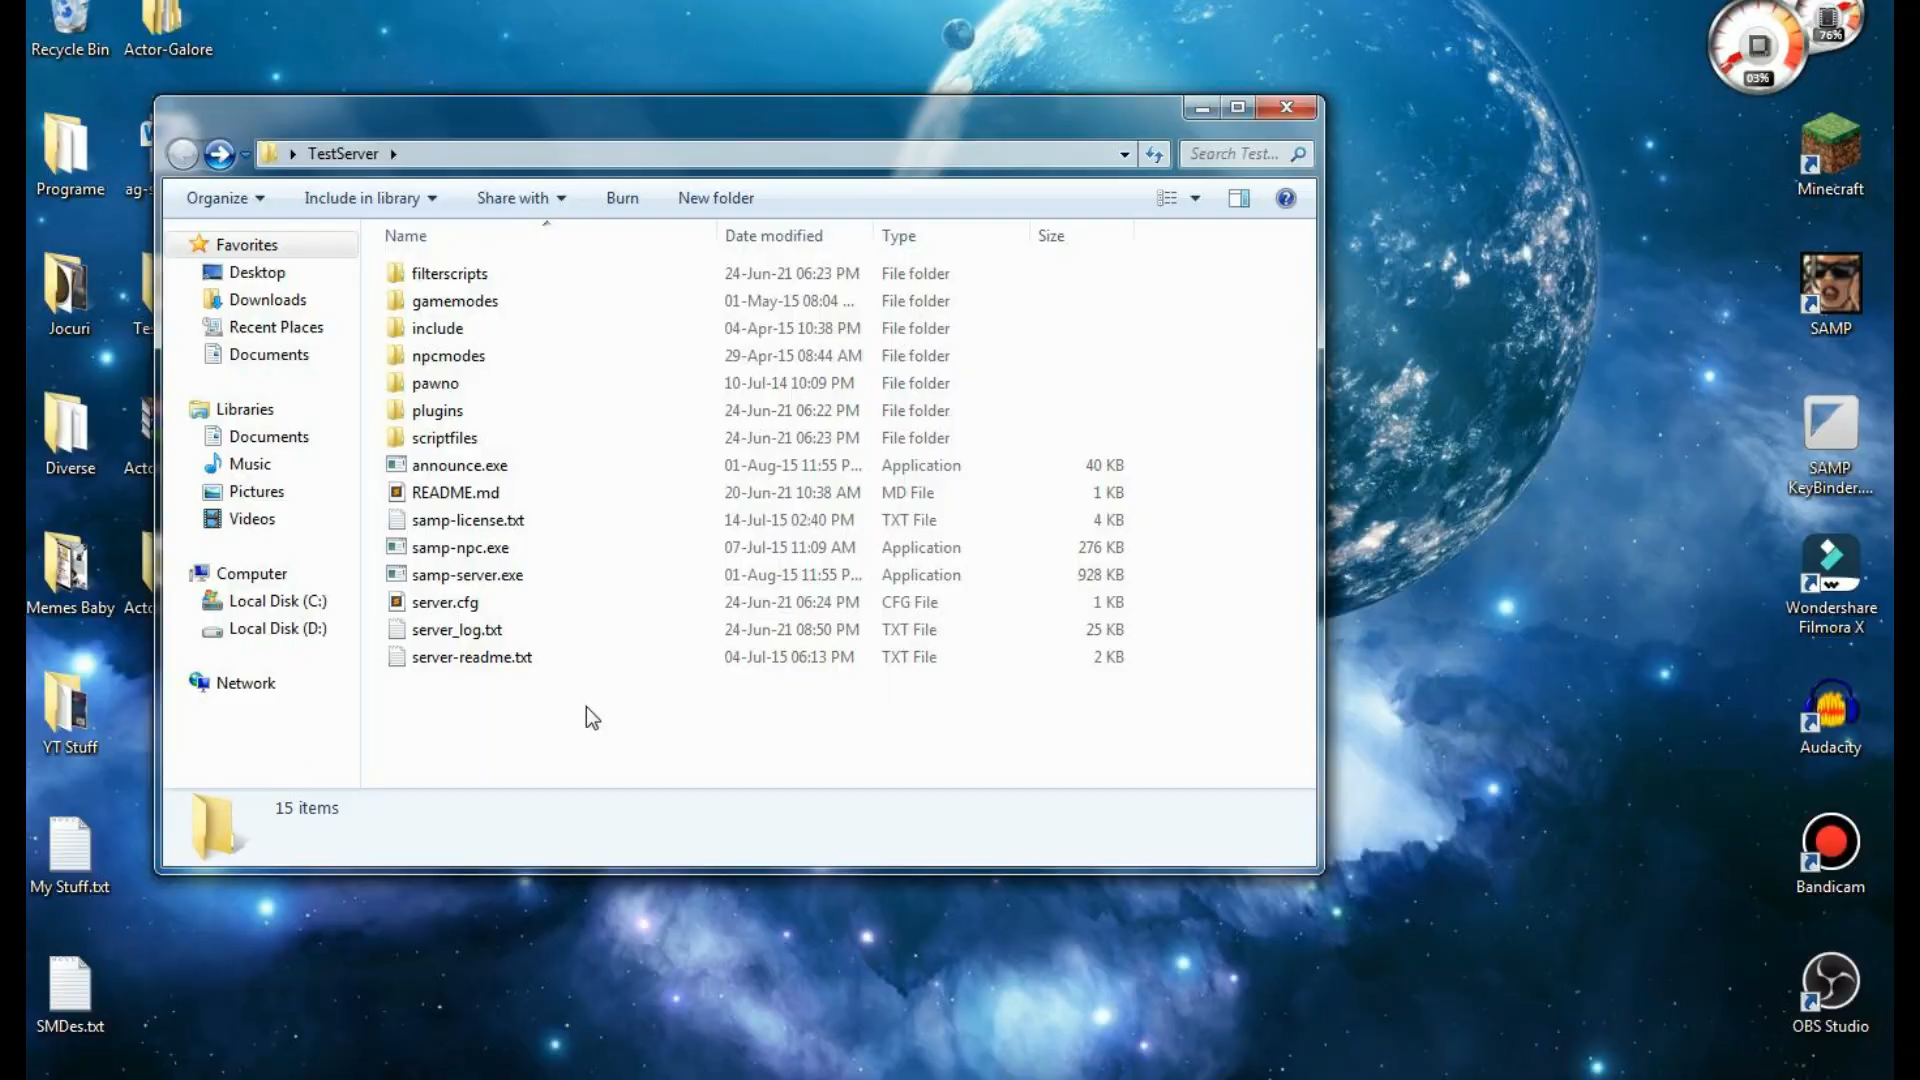 Recycle Bin
Actor-Galore
03%
76%
Programe
ag-s
Jocuri
Te
Diverse
Acto
Memes Baby
Acto
YT Stuff
My Stuff.txt
SMDes.txt
TestServer
Search Test...
Organize
Include in library
Share with
Burn
New folder
Favorites
Desktop
Downloads
Recent Places
Documents
Libraries
Documents
Music
Pictures
Videos
Computer
Local Disk (C:)
Local Disk (D:)
Network
Name Date modified Type Size
filterscripts 24-Jun-21 06:23 PM File folder
gamemodes 01-May-15 08:04 ... File folder
include 04-Apr-15 10:38 PM File folder
npcmodes 29-Apr-15 08:44 AM File folder
pawno 10-Jul-14 10:09 PM File folder
plugins 24-Jun-21 06:22 PM File folder
scriptfiles 24-Jun-21 06:23 PM File folder
announce.exe 01-Aug-15 11:55 P... Application 40 KB
README.md 20-Jun-21 10:38 AM MD File 1 KB
samp-license.txt 14-Jul-15 02:40 PM TXT File 4 KB
samp-npc.exe 07-Jul-15 11:09 AM Application 276 KB
samp-server.exe 01-Aug-15 11:55 P... Application 928 KB
server.cfg 24-Jun-21 06:24 PM CFG File 1 KB
server_log.txt 24-Jun-21 08:50 PM TXT File 25 KB
server-readme.txt 04-Jul-15 06:13 PM TXT File 2 KB
15 items
Minecraft
SAMP
SAMP
KeyBinder....
Wondershare
Filmora X
Audacity
Bandicam
OBS Studio